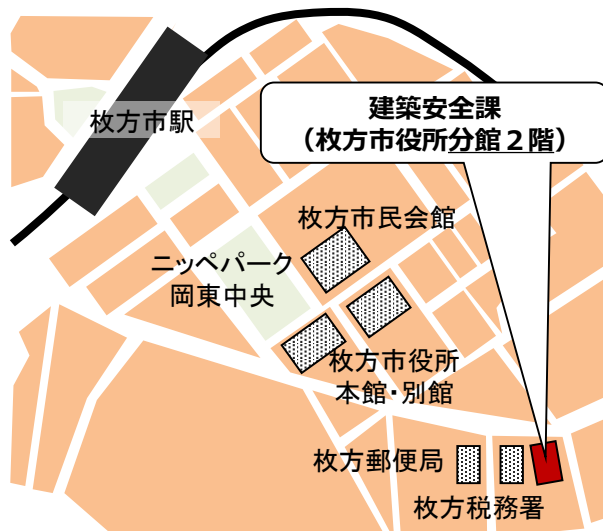 枚方市駅
建築安全課
（枚方市役所分館２階）
枚方市民会館
ニッペパーク
岡東中央
枚方市役所
本館・別館
枚方郵便局
枚方税務署